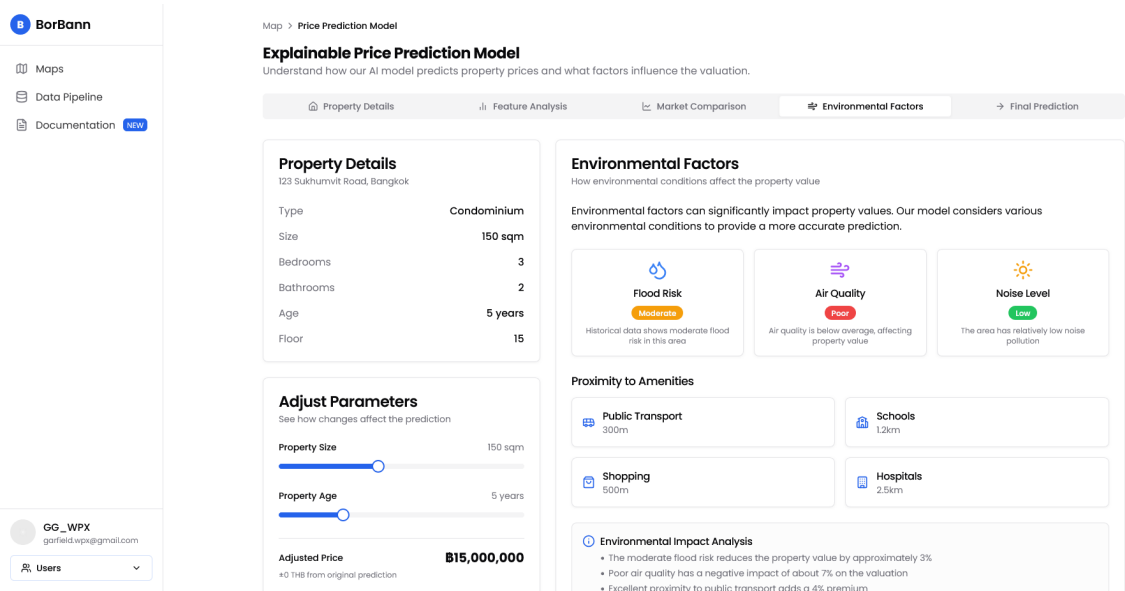 B BorBann
Maps
Data Pipeline
Documentation NEW
GG_WPX
garfield.wpx@gmail.com
Users
Map > Price Prediction Model
Explainable Price Prediction Model
Understand how our AI model predicts property prices and what factors influence the valuation.
Property Details
Feature Analysis
Market Comparison
Environmental Factors
Final Prediction
Property Details
123 Sukhumvit Road, Bangkok
Type Condominium
Size 150 sqm
Bedrooms 3
Bathrooms 2
Age 5 years
Floor 15
Adjust Parameters
See how changes affect the prediction
Property Size 150 sqm
Property Age 5 years
Adjusted Price ฿15,000,000
±0 THB from original prediction
Environmental Factors
How environmental conditions affect the property value
Environmental factors can significantly impact property values. Our model considers various
environmental conditions to provide a more accurate prediction.
Flood Risk
Moderate
Historical data shows moderate flood
risk in this area
Air Quality
Poor
Air quality is below average, affecting
property value
Noise Level
Low
The area has relatively low noise
pollution
Proximity to Amenities
Public Transport
300m
Schools
1.2km
Shopping
500m
Hospitals
2.5km
Environmental Impact Analysis
• The moderate flood risk reduces the property value by approximately 3%
• Poor air quality has a negative impact of about 7% on the valuation
• Excellent proximity to public transport adds a 4% premium